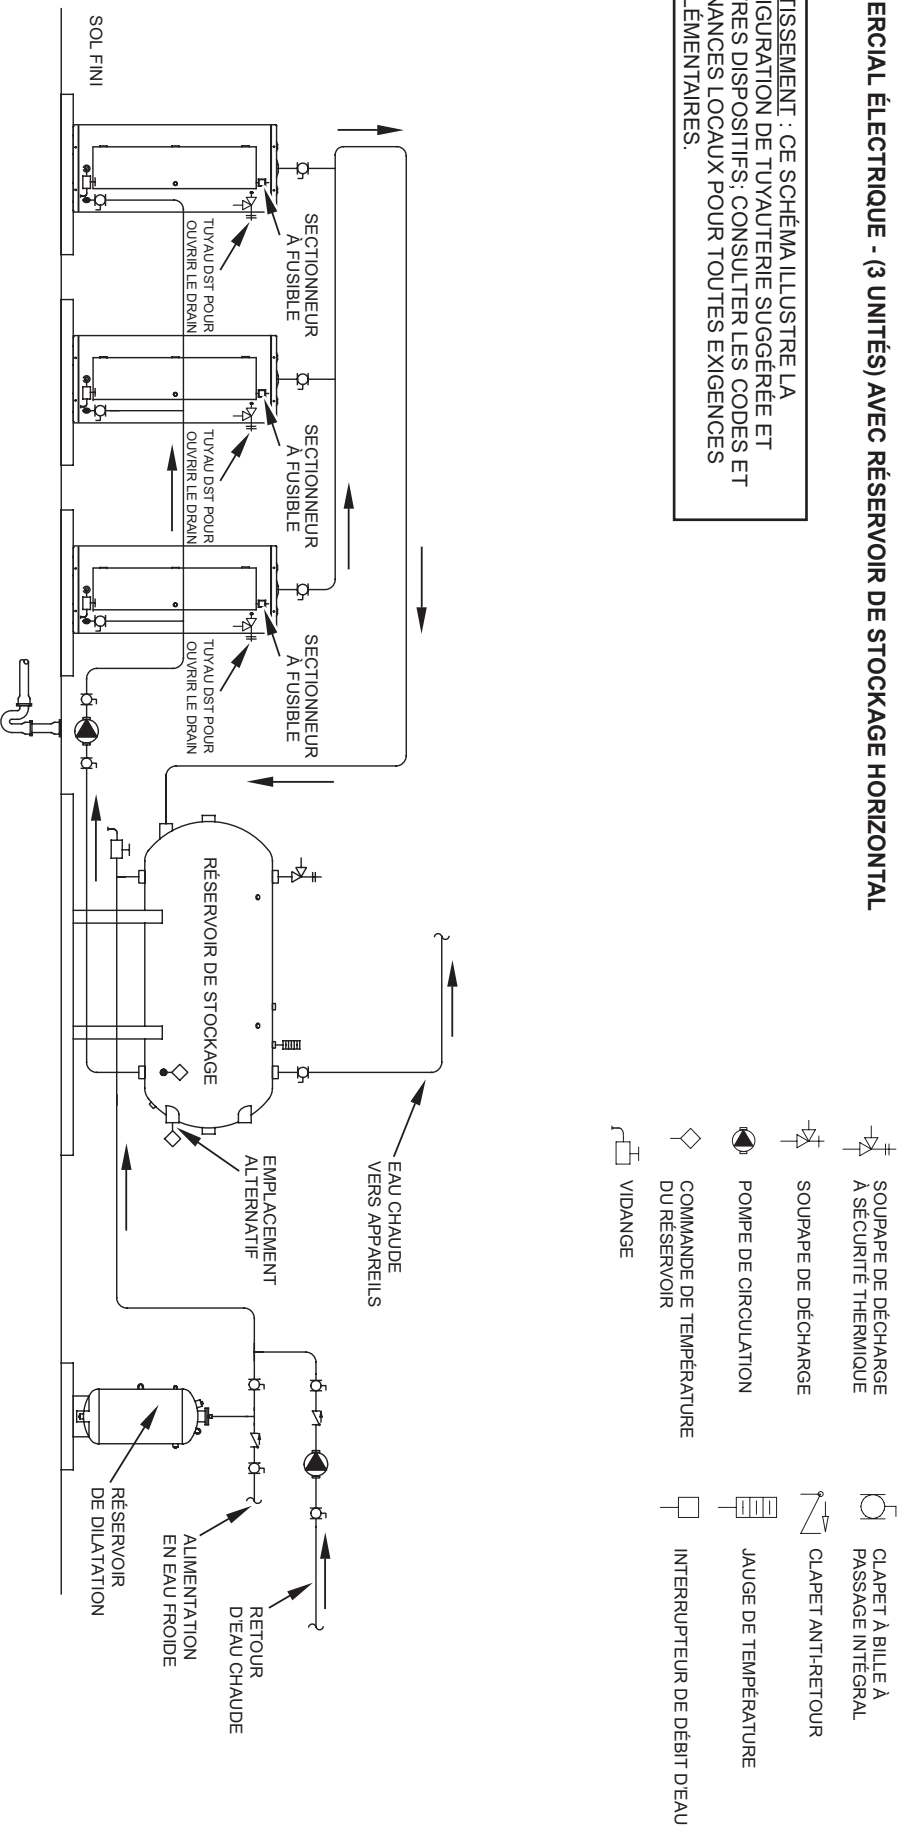 ERCIAL ÉLECTRIQUE - (3 UNITÉS) AVEC RÉSERVOIR DE STOCKAGE HORIZONTAL
TISSEMENT : CE SCHÉMA ILLUSTRE LA
IGURATION DE TUYAUTERIE SUGGÉRÉE ET
RES DISPOSITIFS; CONSULTER LES CODES ET
NANCES LOCAUX POUR TOUTES EXIGENCES
LÉMENTAIRES.
SOUPAPE DE DÉCHARGE
À SÉCURITÉ THERMIQUE
SOUPAPE DE DÉCHARGE
POMPE DE CIRCULATION
COMMANDE DE TEMPÉRATURE
DU RÉSERVOIR
VIDANGE
CLAPET À BILLE À
PASSAGE INTÉGRAL
CLAPET ANTI-RETOUR
JAUGE DE TEMPÉRATURE
INTERRUPTEUR DE DÉBIT D'EAU
SECTIONNEUR
À FUSIBLE
SECTIONNEUR
À FUSIBLE
SECTIONNEUR
À FUSIBLE
TUYAU DST POUR
OUVRIR LE DRAIN
TUYAU DST POUR
OUVRIR LE DRAIN
TUYAU DST POUR
OUVRIR LE DRAIN
SOL FINI
RÉSERVOIR DE STOCKAGE
EAU CHAUDE
VERS APPAREILS
EMPLACEMENT
ALTERNATIF
RETOUR
D'EAU CHAUDE
ALIMENTATION
EN EAU FROIDE
RÉSERVOIR
DE DILATATION